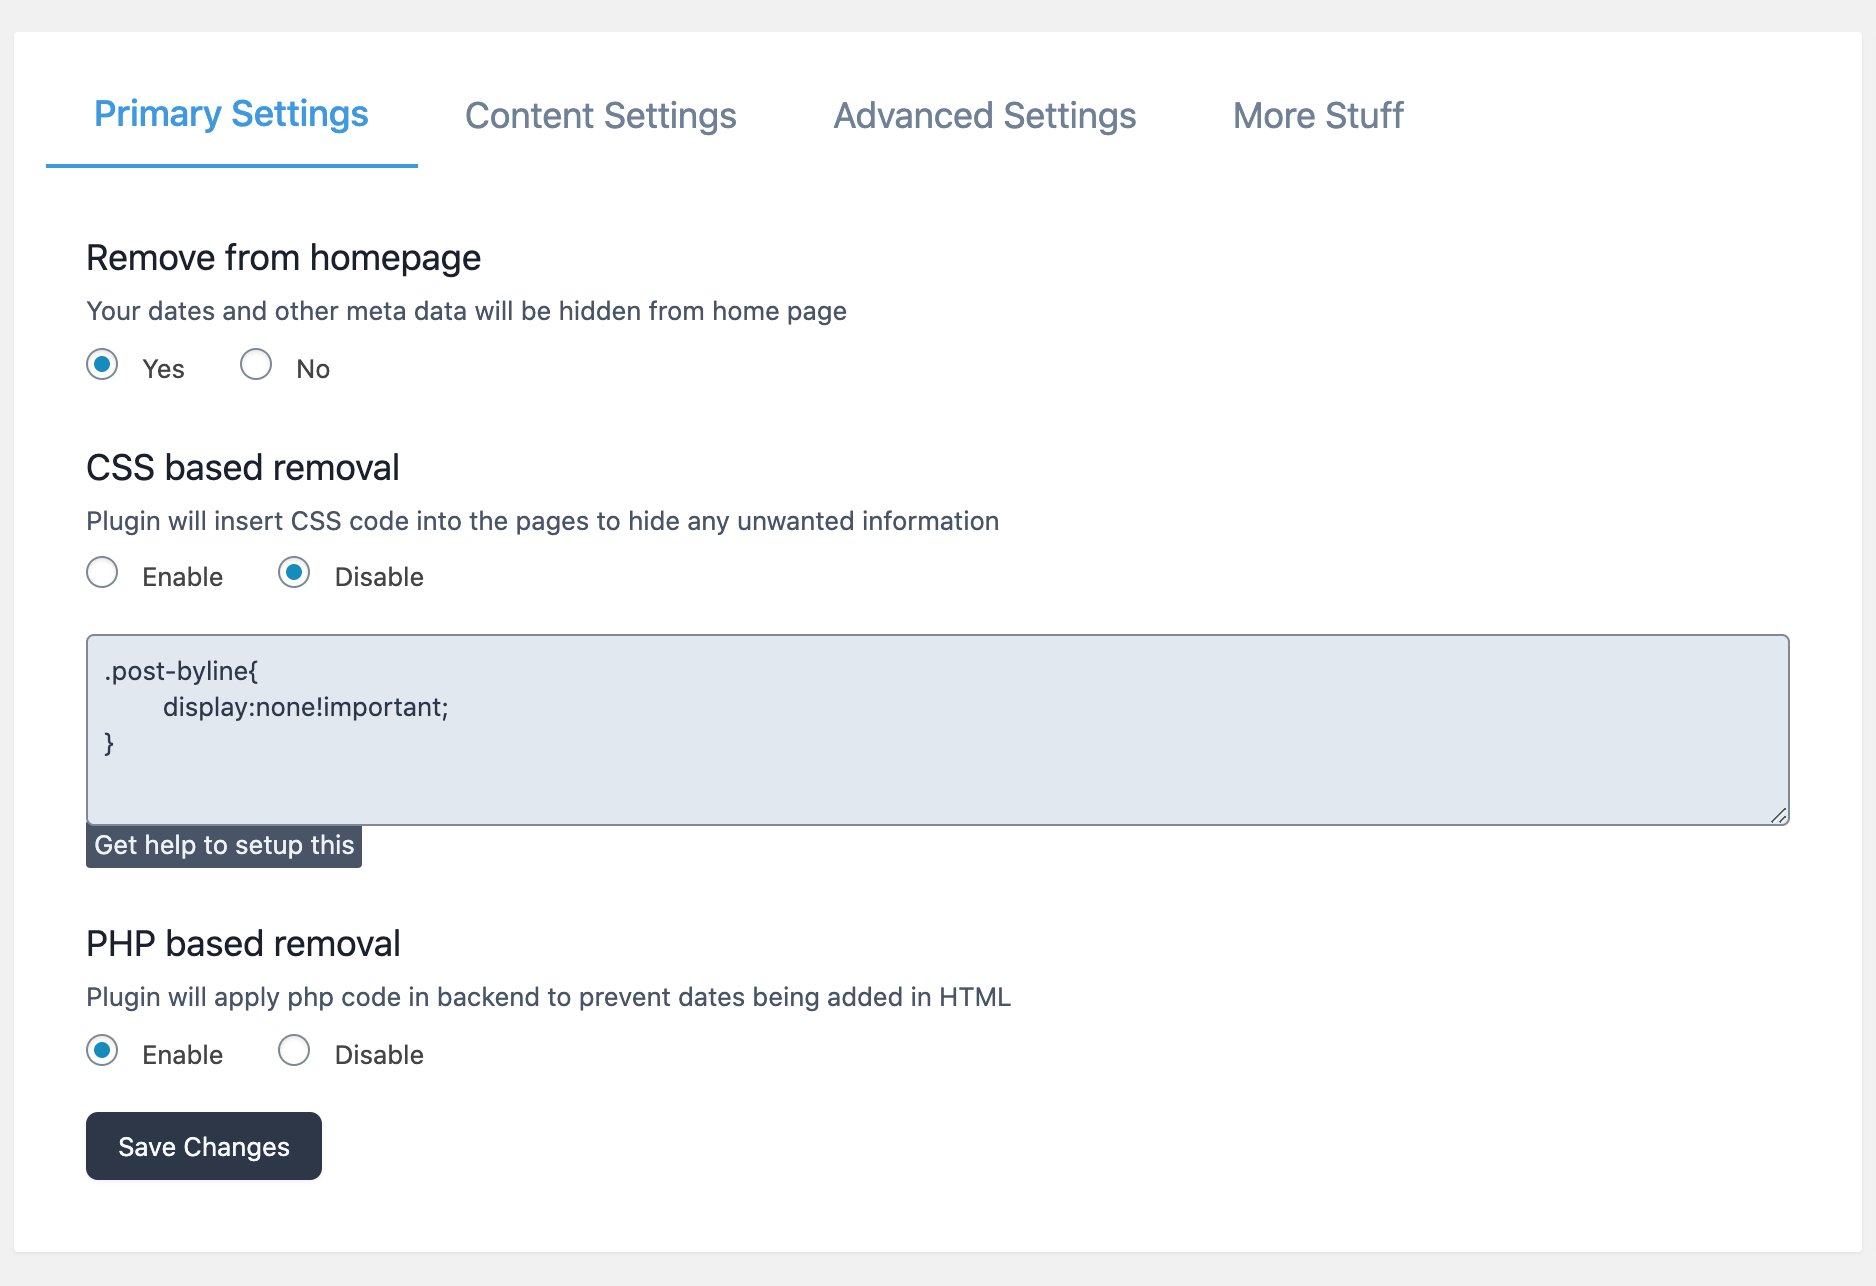 Primary Settings Content Settings Advanced Settings More Stuff
Remove from homepage
Your dates and other meta data will be hidden from home page
Yes No
CSS based removal
Plugin will insert CSS code into the pages to hide any unwanted information
Enable Disable
.post-byline{
display:none!important;
}
Get help to setup this
PHP based removal
Plugin will apply php code in backend to prevent dates being added in HTML
Enable Disable
Save Changes